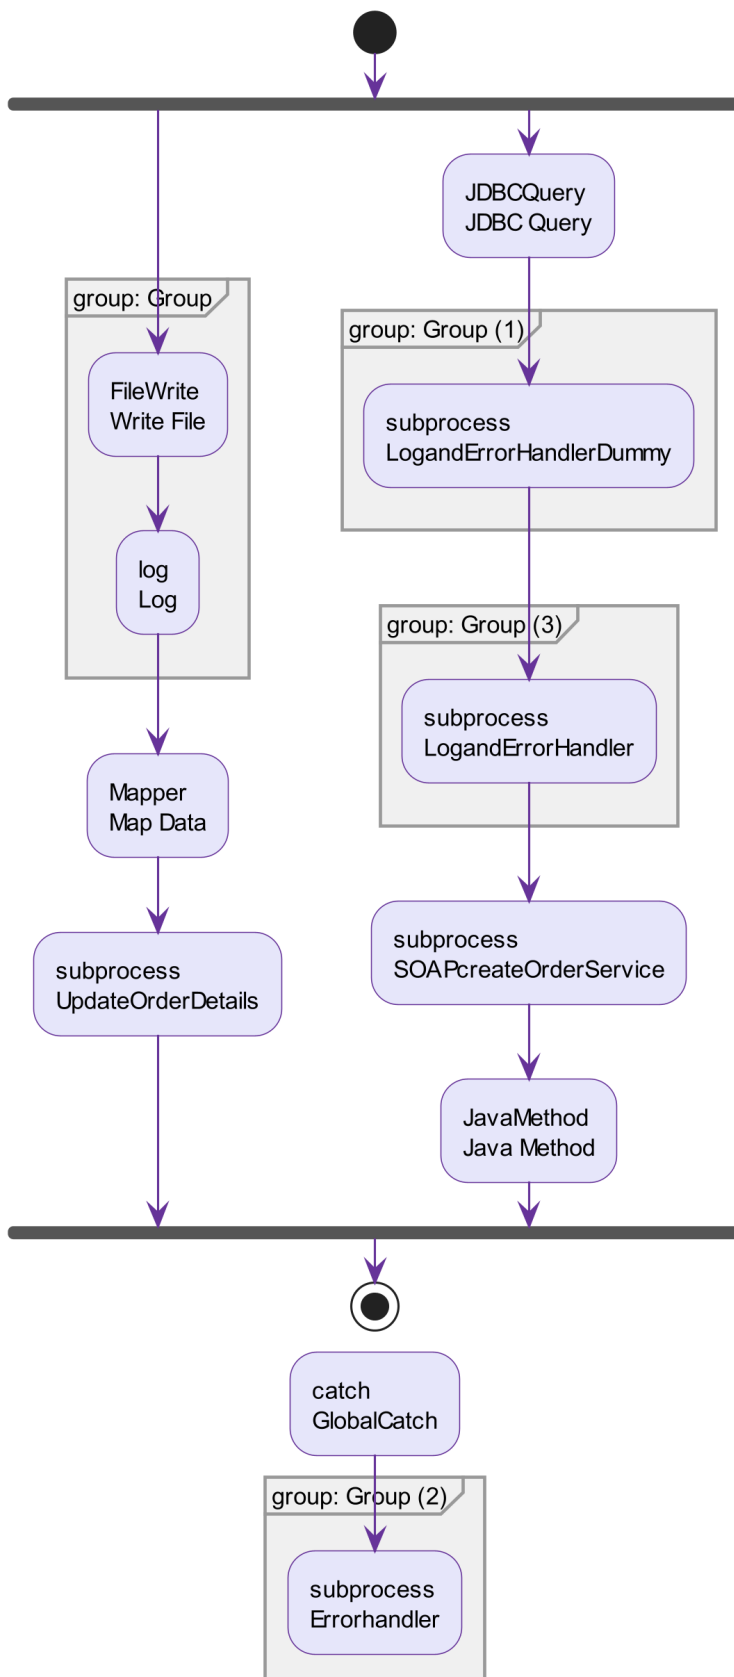 JDBCQuery
JDBC Query
group: Group
FileWrite
Write File
log
Log
group: Group (1)
subprocess
LogandErrorHandlerDummy
group: Group (3)
subprocess
LogandErrorHandler
Mapper
Map Data
subprocess
UpdateOrderDetails
subprocess
SOAPcreateOrderService
JavaMethod
Java Method
catch
GlobalCatch
group: Group (2)
subprocess
Errorhandler